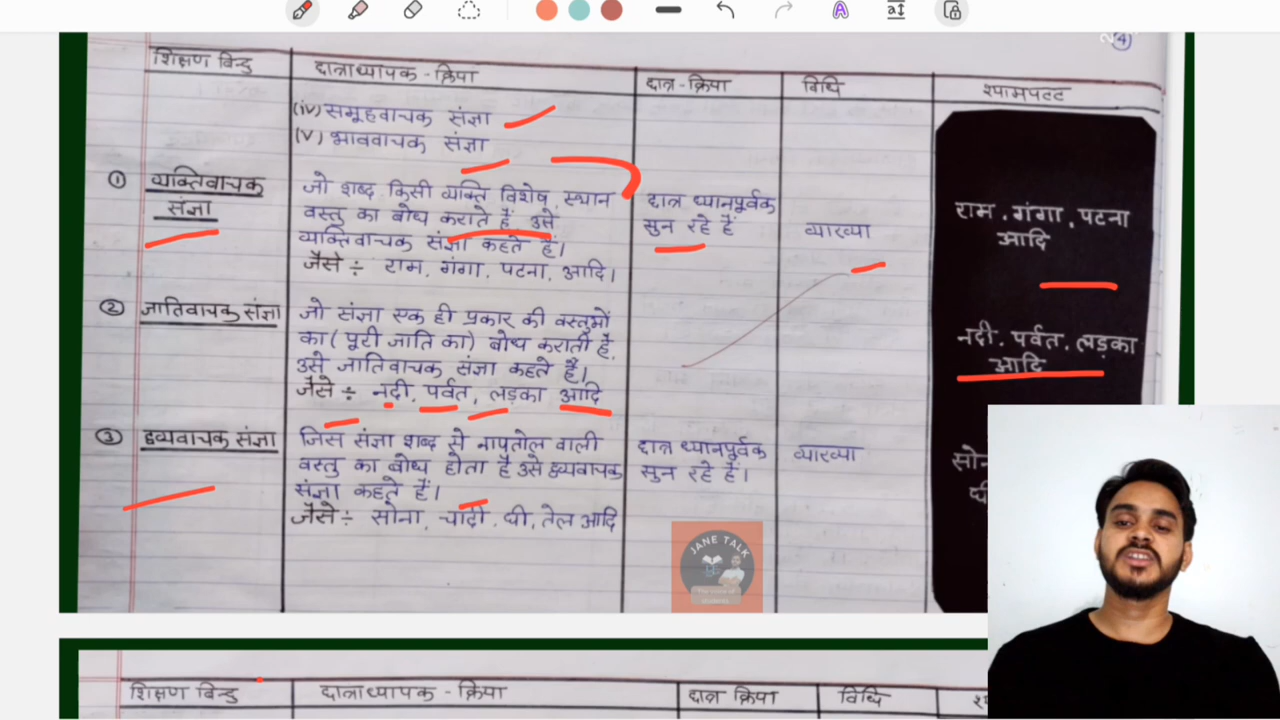 (4)
शिक्षण बिन्दु छात्राध्यापक - क्रिया छात्र - क्रिया विधि श्यामपट्ट
(iv) समूहवाचक संज्ञा
(v) भाववाचक संज्ञा
① व्यक्तिवाचक संज्ञा
जो शब्द किसी व्यक्ति विशेष, स्थान
वस्तु का बोध कराते हैं, उसे
व्यक्तिवाचक संज्ञा कहते हैं।
जैसे ÷ राम, गंगा, पटना, आदि।
छात्र ध्यानपूर्वक
सुन रहे हैं
व्याख्या
राम, गंगा, पटना
आदि
② जातिवाचक संज्ञा
जो संज्ञा एक ही प्रकार की वस्तुओं
का (पूरी जाति का) बोध कराती है,
उसे जातिवाचक संज्ञा कहते हैं।
जैसे ÷ नदी, पर्वत, लड़का आदि
नदी, पर्वत, लड़का
आदि
③ द्रव्यवाचक संज्ञा
जिस संज्ञा शब्द से नापतोल वाली
वस्तु का बोध होता है उसे द्रव्यवाचक
संज्ञा कहते हैं।
जैसे ÷ सोना, चांदी, घी, तेल आदि
छात्र ध्यानपूर्वक
सुन रहे हैं।
व्याख्या
JANE TALK
शिक्षण बिन्दु छात्राध्यापक - क्रिया छात्र क्रिया विधि